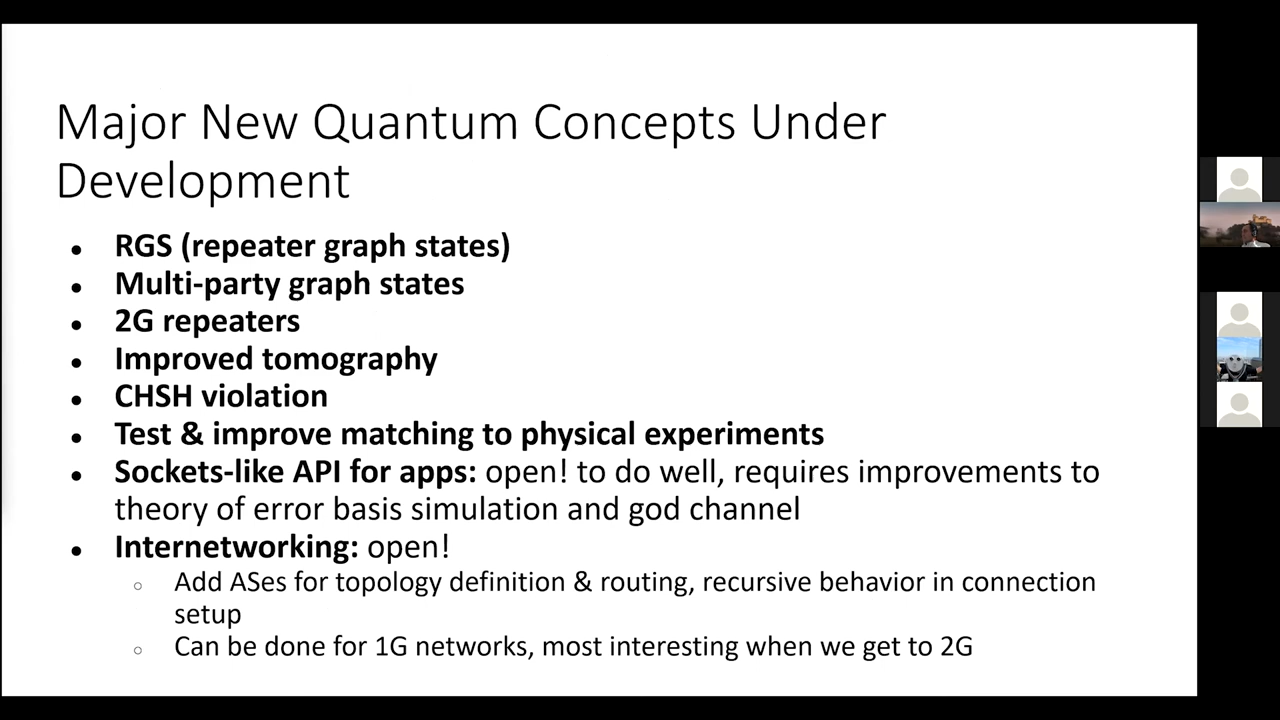 Major New Quantum Concepts Under
Development
● RGS (repeater graph states)
● Multi-party graph states
● 2G repeaters
● Improved tomography
● CHSH violation
● Test & improve matching to physical experiments
● Sockets-like API for apps: open! to do well, requires improvements to
theory of error basis simulation and god channel
● Internetworking: open!
○ Add ASes for topology definition & routing, recursive behavior in connection
setup
○ Can be done for 1G networks, most interesting when we get to 2G